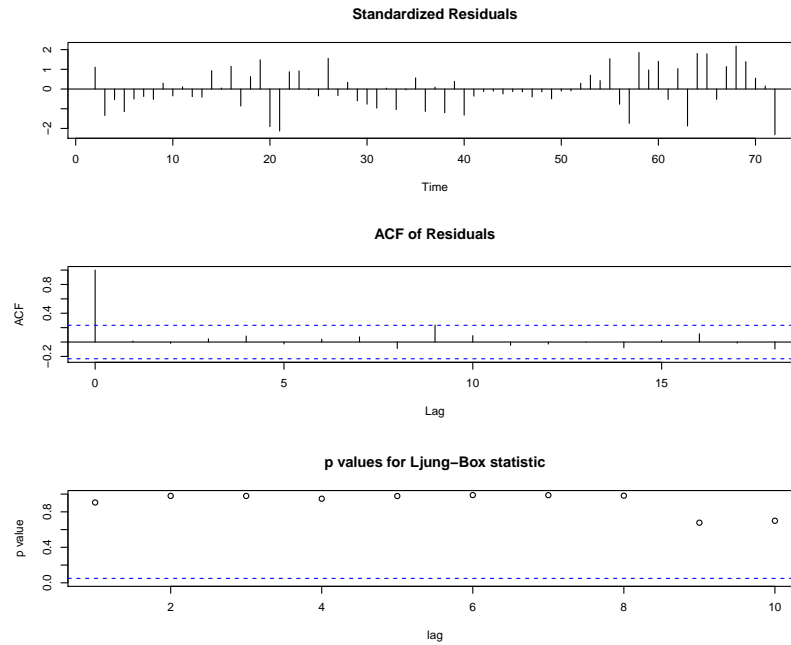 Standardized Residuals
2
1
0
−2
0 10 20 30 40 50 60 70
Time
ACF of Residuals
ACF
0.8
0.4
−0.2
0 5 10 15
Lag
p values for Ljung−Box statistic
p value
0.8
0.4
0.0
2 4 6 8 10
lag